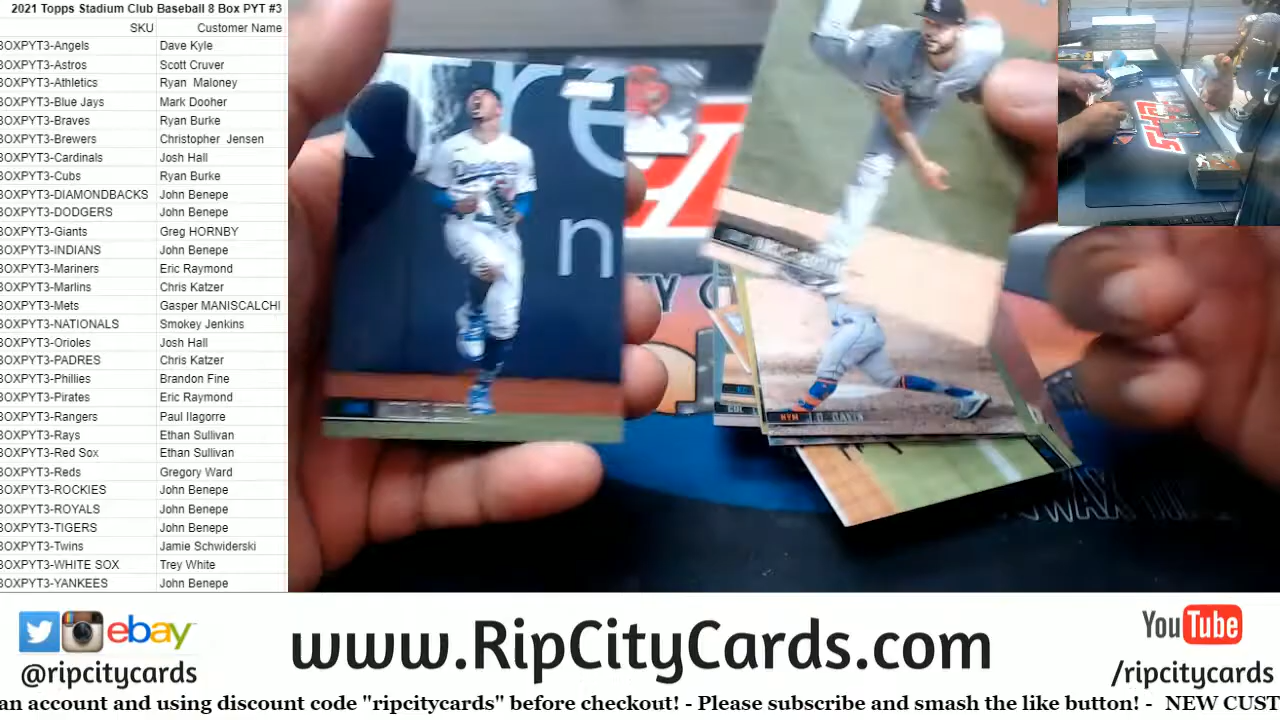 2021 Topps Stadium Club Baseball 8 Box PYT #3
SKU Customer Name
BOXPYT3-Angels Dave Kyle
BOXPYT3-Astros Scott Cruver
BOXPYT3-Athletics Ryan Maloney
BOXPYT3-Blue Jays Mark Dooher
BOXPYT3-Braves Ryan Burke
BOXPYT3-Brewers Christopher Jensen
BOXPYT3-Cardinals Josh Hall
BOXPYT3-Cubs Ryan Burke
BOXPYT3-DIAMONDBACKS John Benepe
BOXPYT3-DODGERS John Benepe
BOXPYT3-Giants Greg HORNBY
BOXPYT3-INDIANS John Benepe
BOXPYT3-Mariners Eric Raymond
BOXPYT3-Marlins Chris Katzer
BOXPYT3-Mets Gasper MANISCALCHI
BOXPYT3-NATIONALS Smokey Jenkins
BOXPYT3-Orioles Josh Hall
BOXPYT3-PADRES Chris Katzer
BOXPYT3-Phillies Brandon Fine
BOXPYT3-Pirates Eric Raymond
BOXPYT3-Rangers Paul Ilagorre
BOXPYT3-Rays Ethan Sullivan
BOXPYT3-Red Sox Ethan Sullivan
BOXPYT3-Reds Gregory Ward
BOXPYT3-ROCKIES John Benepe
BOXPYT3-ROYALS John Benepe
BOXPYT3-TIGERS John Benepe
BOXPYT3-Twins Jamie Schwiderski
BOXPYT3-WHITE SOX Trey White
BOXPYT3-YANKEES John Benepe
re
n
Dodgers
NYM J.D. DAVIS
ebay
@ripcitycards
www.RipCityCards.com
YouTube
/ripcitycards
an account and using discount code "ripcitycards" before checkout! - Please subscribe and smash the like button! - NEW CUST